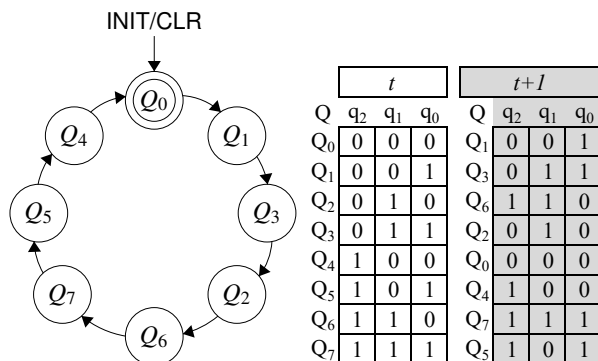 INIT/CLR
Q0
Q1
Q3
Q2
Q6
Q7
Q5
Q4
t t+1
Q q2 q1 q0 Q q2 q1 q0
Q0 0 0 0 Q1 0 0 1
Q1 0 0 1 Q3 0 1 1
Q2 0 1 0 Q6 1 1 0
Q3 0 1 1 Q2 0 1 0
Q4 1 0 0 Q0 0 0 0
Q5 1 0 1 Q4 1 0 0
Q6 1 1 0 Q7 1 1 1
Q7 1 1 1 Q5 1 0 1